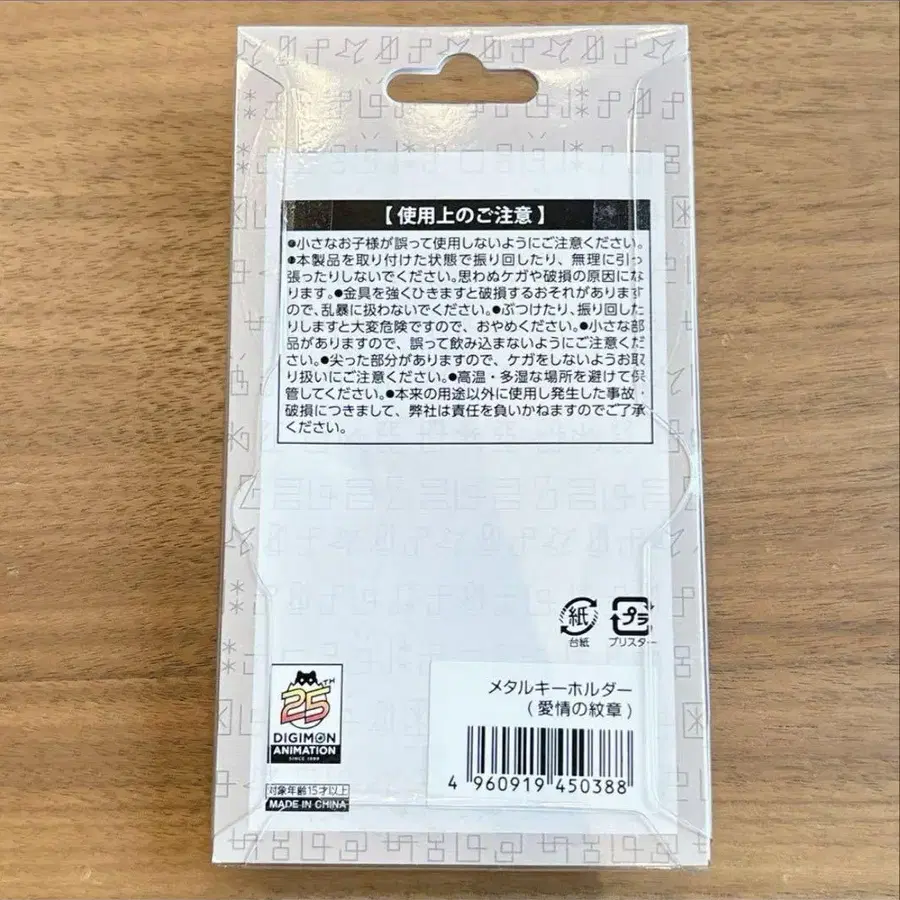 【使用上のご注意】
●小さなお子様が誤って使用しないようにご注意ください。
●本製品を取り付けた状態で振り回したり、無理に引っ
張ったりしないでください。思わぬケガや破損の原因にな
ります。●金具を強くひきますと破損するおそれがあります
ので、乱暴に扱わないでください。●ぶつけたり、振り回した
りしますと大変危険ですので、おやめください。●小さな部
品がありますので、誤って飲み込まないようにご注意くだ
さい。●尖った部分がありますので、ケガをしないようお取
り扱いにご注意ください。●高温・多湿な場所を避けて保
管してください。●本来の用途以外に使用し発生した事故・
破損につきまして、弊社は責任を負いかねますのでご了承
ください。
紙
プラ
台紙
ブリスター
25TH
DIGIMON
ANIMATION
SINCE 1999
メタルキーホルダー
(愛情の紋章)
4 960919 450388
対象年齢15才以上
MADE IN CHINA